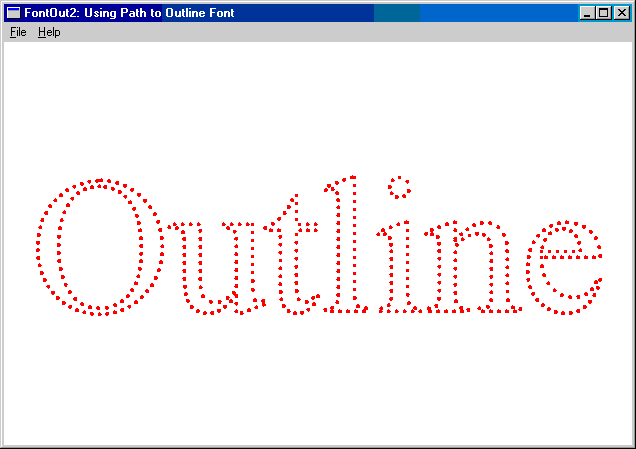 FontOut2: Using Path to Outline Font
File Help
Outline